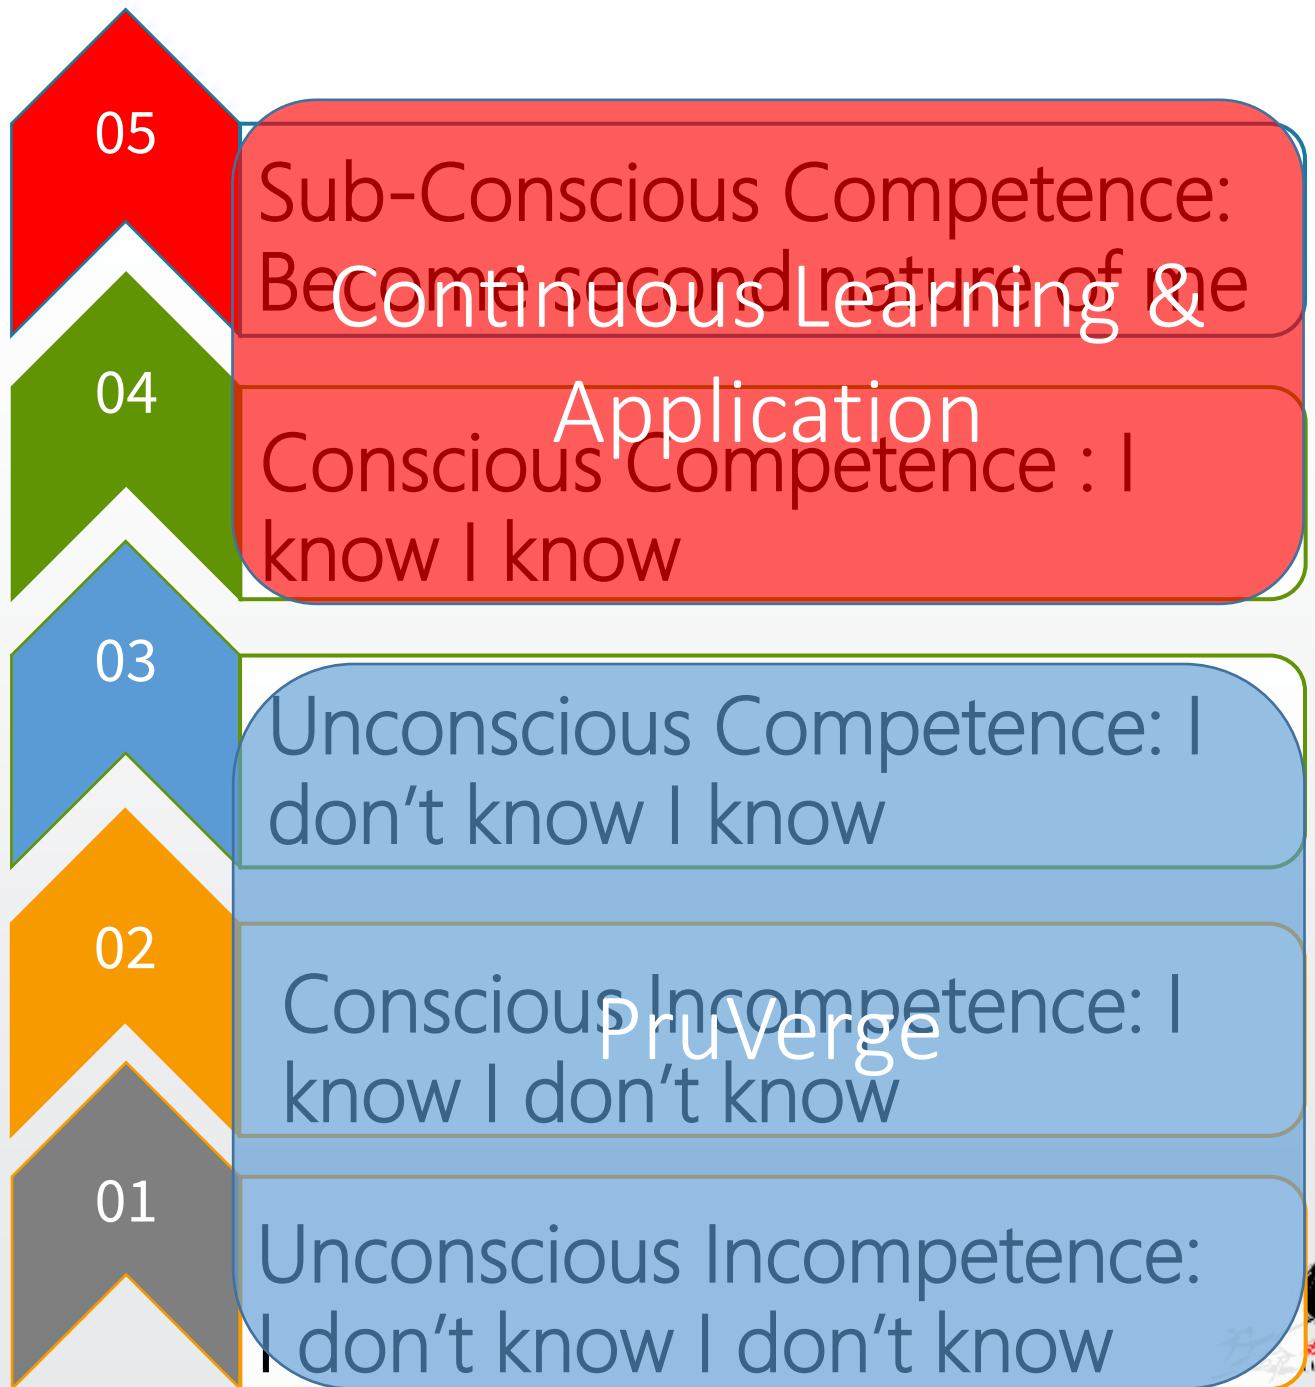 05
Sub-Conscious Competence:
Become second nature of me
Continuous Learning &
Application
04
Conscious Competence : I
know I know
03
Unconscious Competence: I
don't know I know
02
Conscious Incompetence: I
know I don't know
PruVerge
01
Unconscious Incompetence:
I don't know I don't know